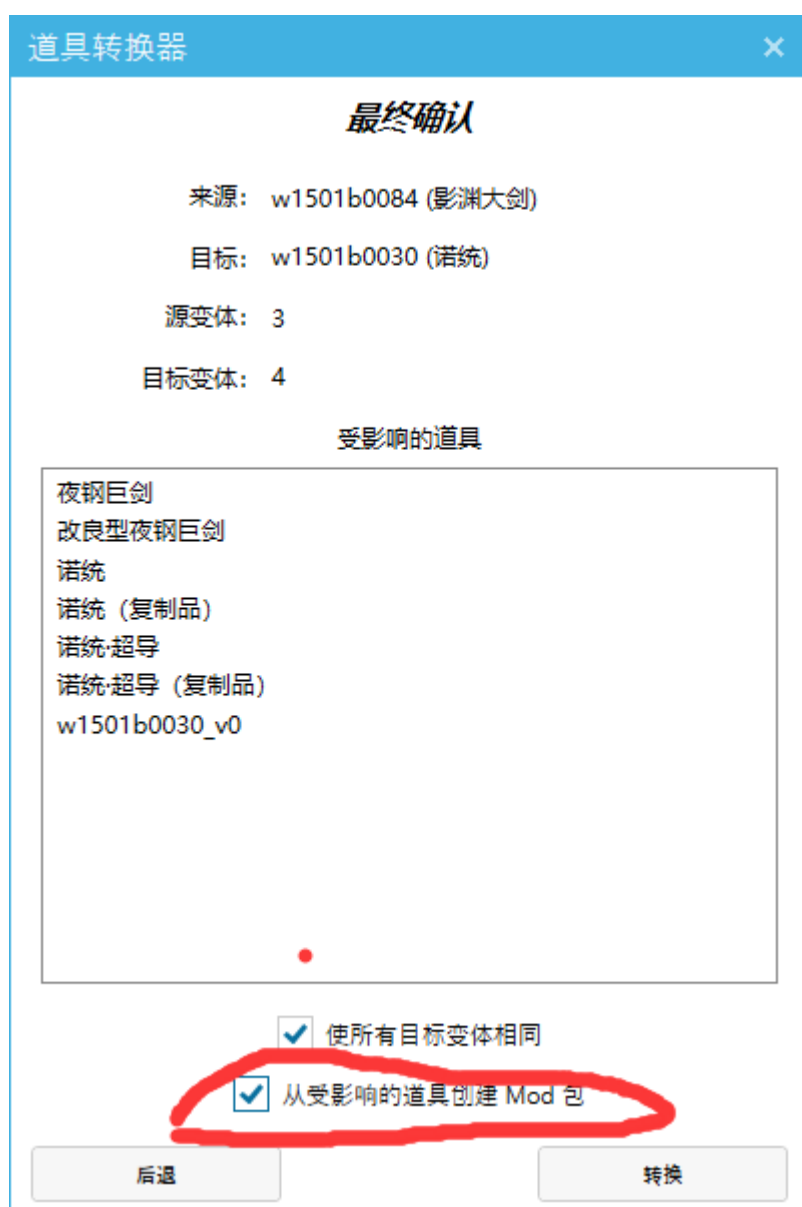 道具转换器
最终确认
来源: w1501b0084 (影渊大剑)
目标: w1501b0030 (诺统)
源变体: 3
目标变体: 4
受影响的道具
夜钢巨剑
改良型夜钢巨剑
诺统
诺统（复制品）
诺统·超导
诺统·超导（复制品）
w1501b0030_v0
使所有目标变体相同
从受影响的道具创建 Mod 包
后退 转换